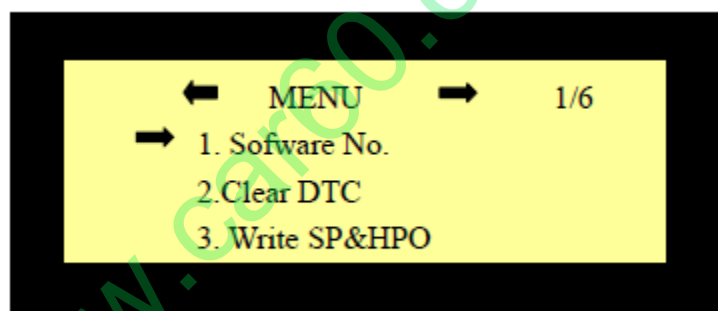 ⬅ MENU ➡ 1/6
➡ 1. Sofware No.
2.Clear DTC
3. Write SP&HPO